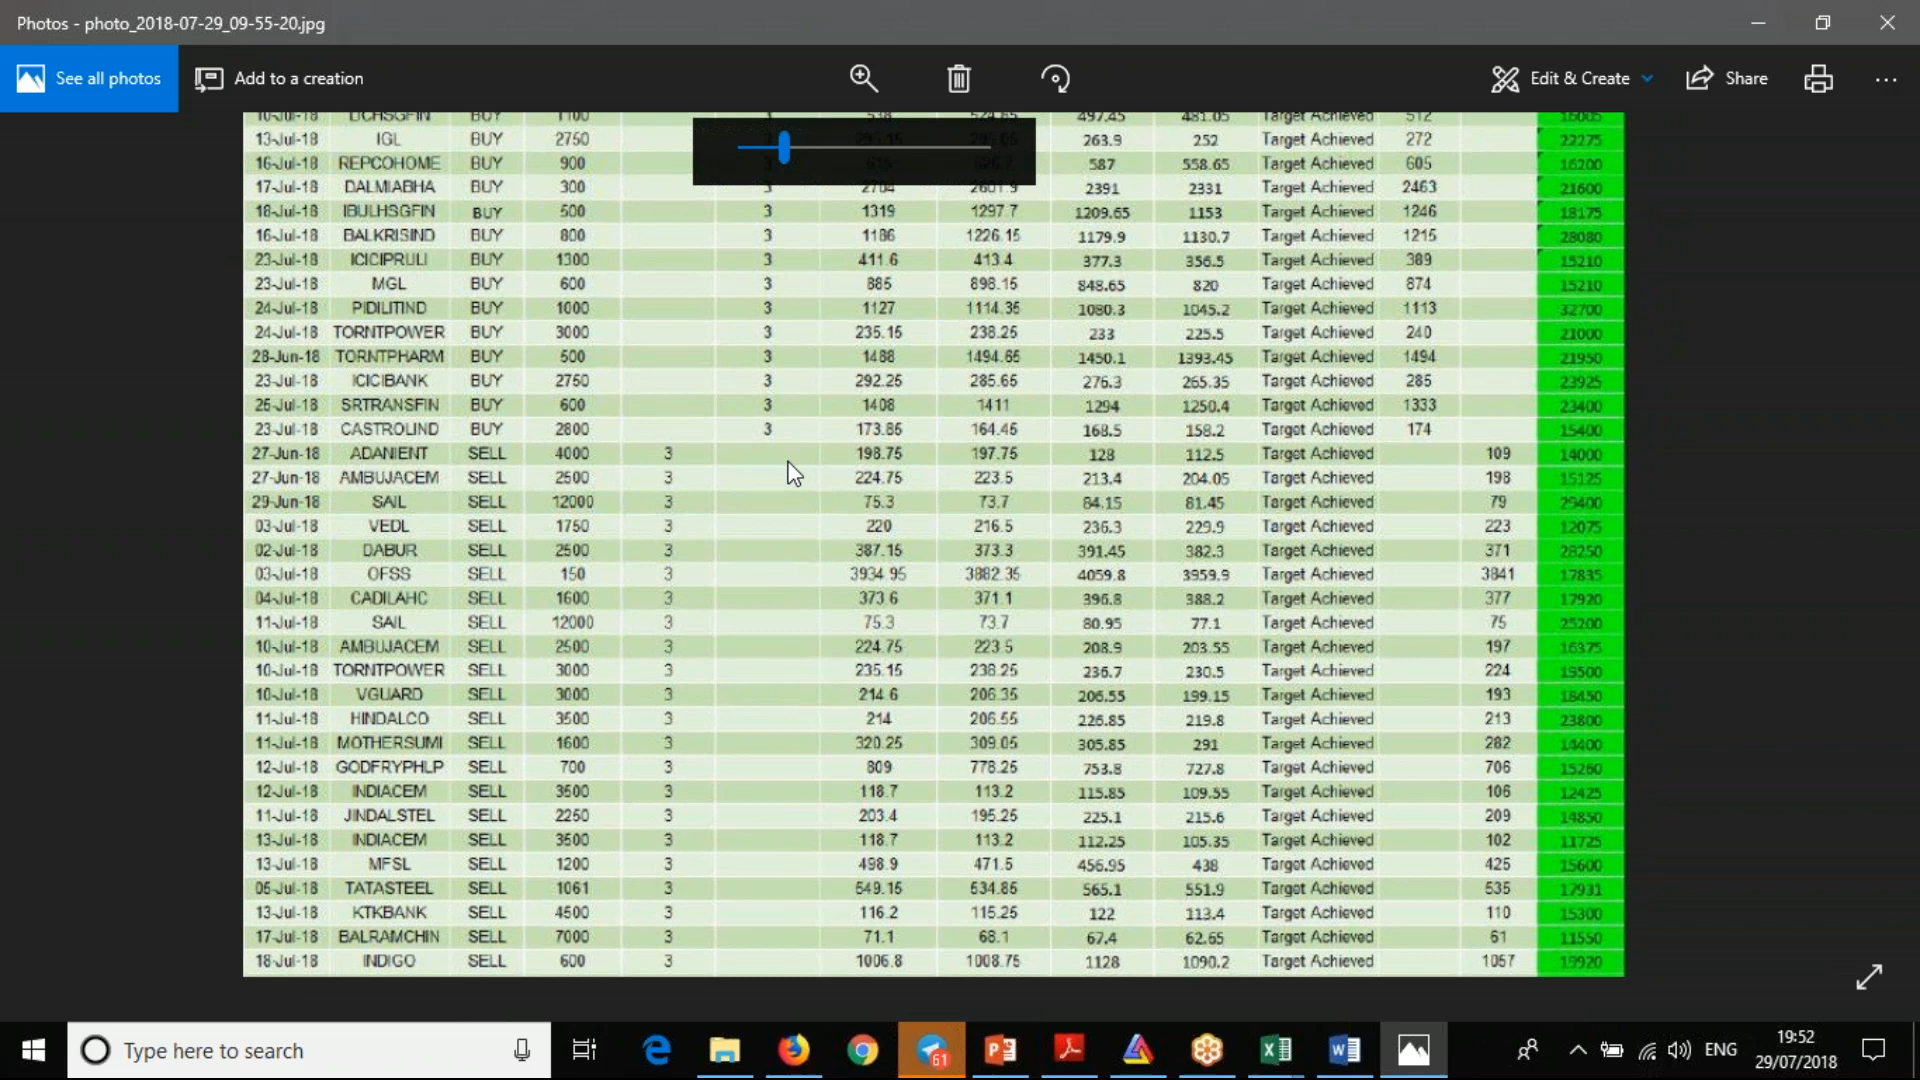 Photos - photo_2018-07-29_09-55-20.jpg
See all photos Add to a creation Edit & Create Share
10-Jul-18 LICHSGFIN BUY 1100 3 538 524.65 497.45 481.05 Target Achieved 512 16005
13-Jul-18 IGL BUY 2750 263.9 252 Target Achieved 272 22275
16-Jul-18 REPCOHOME BUY 900 587 558.65 Target Achieved 605 16200
17-Jul-18 DALMIABHA BUY 300 3 2704 2601.9 2391 2331 Target Achieved 2463 21600
18-Jul-18 IBULHSGFIN BUY 500 3 1319 1297.7 1209.65 1153 Target Achieved 1246 18175
16-Jul-18 BALKRISIND BUY 800 3 1186 1226.15 1179.9 1130.7 Target Achieved 1215 28080
23-Jul-18 ICICIPRULI BUY 1300 3 411.6 413.4 377.3 356.5 Target Achieved 389 15210
23-Jul-18 MGL BUY 600 3 885 898.15 848.65 820 Target Achieved 874 15210
24-Jul-18 PIDILITIND BUY 1000 3 1127 1114.35 1080.3 1045.2 Target Achieved 1113 32700
24-Jul-18 TORNTPOWER BUY 3000 3 235.15 238.25 233 225.5 Target Achieved 240 21000
28-Jun-18 TORNTPHARM BUY 500 3 1488 1494.65 1450.1 1393.45 Target Achieved 1494 21950
23-Jul-18 ICICIBANK BUY 2750 3 292.25 285.65 276.3 265.35 Target Achieved 285 23925
25-Jul-18 SRTRANSFIN BUY 600 3 1408 1411 1294 1250.4 Target Achieved 1333 23400
23-Jul-18 CASTROLIND BUY 2800 3 173.85 164.45 168.5 158.2 Target Achieved 174 15400
27-Jun-18 ADANIENT SELL 4000 3 198.75 197.75 128 112.5 Target Achieved 109 14000
27-Jun-18 AMBUJACEM SELL 2500 3 224.75 223.5 213.4 204.05 Target Achieved 198 15125
29-Jun-18 SAIL SELL 12000 3 75.3 73.7 84.15 81.45 Target Achieved 79 29400
03-Jul-18 VEDL SELL 1750 3 220 216.5 236.3 229.9 Target Achieved 223 12075
02-Jul-18 DABUR SELL 2500 3 387.15 373.3 391.45 382.3 Target Achieved 371 28250
03-Jul-18 OFSS SELL 150 3 3934.95 3882.35 4059.8 3959.9 Target Achieved 3841 17835
04-Jul-18 CADILAHC SELL 1600 3 373.6 371.1 396.8 388.2 Target Achieved 377 17920
11-Jul-18 SAIL SELL 12000 3 75.3 73.7 80.95 77.1 Target Achieved 75 25200
10-Jul-18 AMBUJACEM SELL 2500 3 224.75 223.5 208.9 203.55 Target Achieved 197 16375
10-Jul-18 TORNTPOWER SELL 3000 3 235.15 238.25 236.7 230.5 Target Achieved 224 19500
10-Jul-18 VGUARD SELL 3000 3 214.6 206.35 206.55 199.15 Target Achieved 193 18450
11-Jul-18 HINDALCO SELL 3500 3 214 206.55 226.85 219.8 Target Achieved 213 23800
11-Jul-18 MOTHERSUMI SELL 1600 3 320.25 309.05 305.85 291 Target Achieved 282 14400
12-Jul-18 GODFRYPHLP SELL 700 3 809 778.25 753.8 727.8 Target Achieved 706 15260
12-Jul-18 INDIACEM SELL 3500 3 118.7 113.2 115.85 109.55 Target Achieved 106 12425
11-Jul-18 JINDALSTEL SELL 2250 3 203.4 195.25 225.1 215.6 Target Achieved 209 14850
13-Jul-18 INDIACEM SELL 3500 3 118.7 113.2 112.25 105.35 Target Achieved 102 11725
13-Jul-18 MFSL SELL 1200 3 498.9 471.5 456.95 438 Target Achieved 425 15600
05-Jul-18 TATASTEEL SELL 1061 3 549.15 534.85 565.1 551.9 Target Achieved 535 17931
13-Jul-18 KTKBANK SELL 4500 3 116.2 115.25 122 113.4 Target Achieved 110 15300
17-Jul-18 BALRAMCHIN SELL 7000 3 71.1 68.1 67.4 62.65 Target Achieved 61 11550
18-Jul-18 INDIGO SELL 600 3 1006.8 1008.75 1128 1090.2 Target Achieved 1057 19920
Type here to search 61 ENG 19:52
29/07/2018